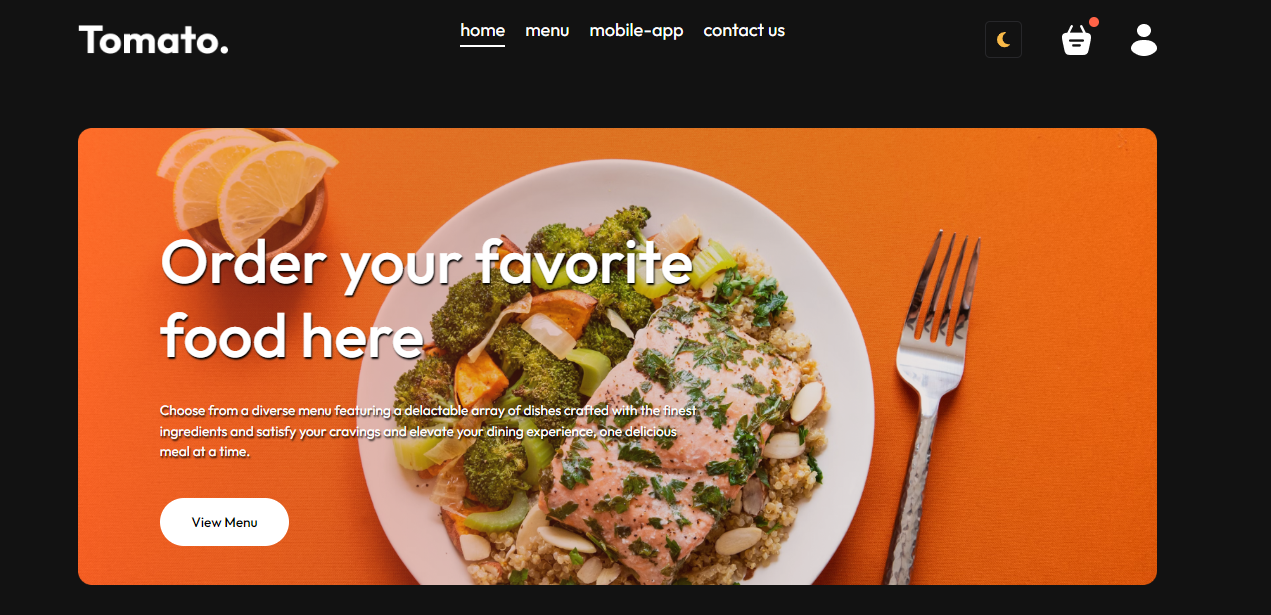 Tomato.
home menu mobile-app contact us
Order your favorite
food here
Choose from a diverse menu featuring a delactable array of dishes crafted with the finest
ingredients and satisfy your cravings and elevate your dining experience, one delicious
meal at a time.
View Menu